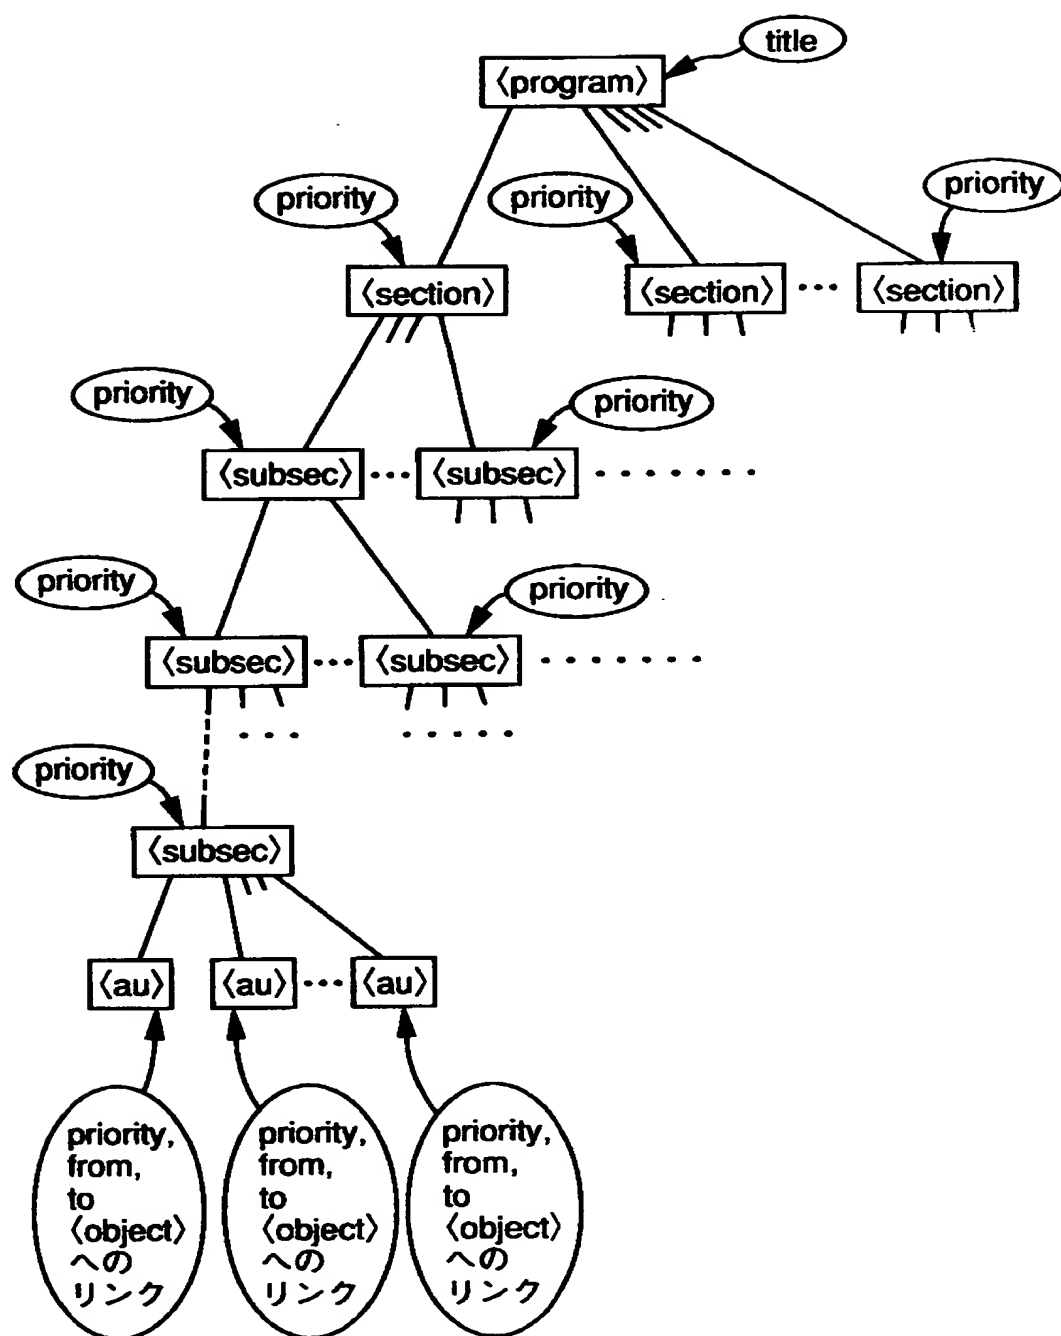 title
〈program〉
priority
priority
priority
〈section〉
〈section〉 ••• 〈section〉
priority
priority
〈subsec〉 ••• 〈subsec〉 • • • • • • • • •
priority
priority
〈subsec〉 ••• 〈subsec〉 • • • • • • • •
priority
〈subsec〉
〈au〉 〈au〉 ••• 〈au〉
priority,
from,
to
〈object〉
への
リンク
priority,
from,
to
〈object〉
への
リンク
priority,
from,
to
〈object〉
への
リンク